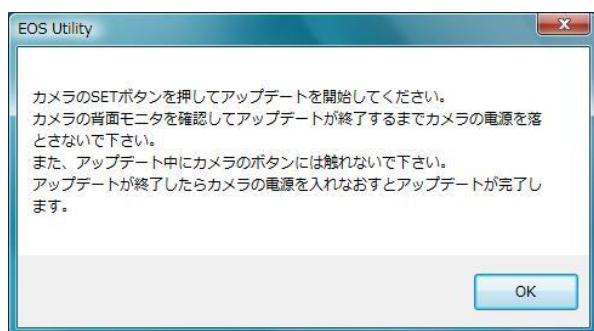 EOS Utility
カメラのSETボタンを押してアップデートを開始してください。
カメラの背面モニタを確認してアップデートが終了するまでカメラの電源を落
とさないで下さい。
また、アップデート中にカメラのボタンには触れないで下さい。
アップデートが終了したらカメラの電源を入れなおすとアップデートが完了し
ます。
OK